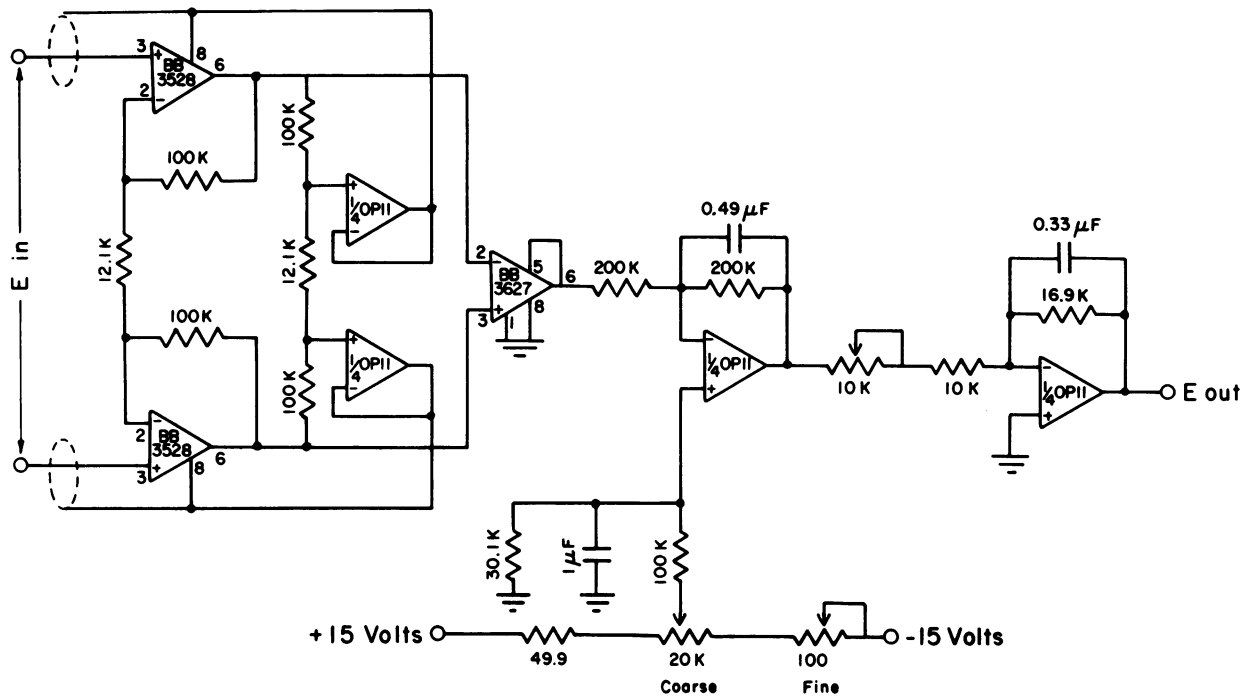 E in
3
+
8
BB
3528
6
2
-
100K
12.1K
100K
2
-
BB
3528
6
3
+
8
100K
+
1/4 OP11
-
12.1K
+
1/4 OP11
-
100K
2
-
BB
3627
5
6
3
+
1
8
200K
0.49 μF
200K
-
1/4 OP11
+
10K
10K
0.33 μF
16.9K
-
1/4 OP11
+
E out
30.1K
1μF
100K
+15 Volts
49.9
20K
Coarse
100
Fine
-15 Volts